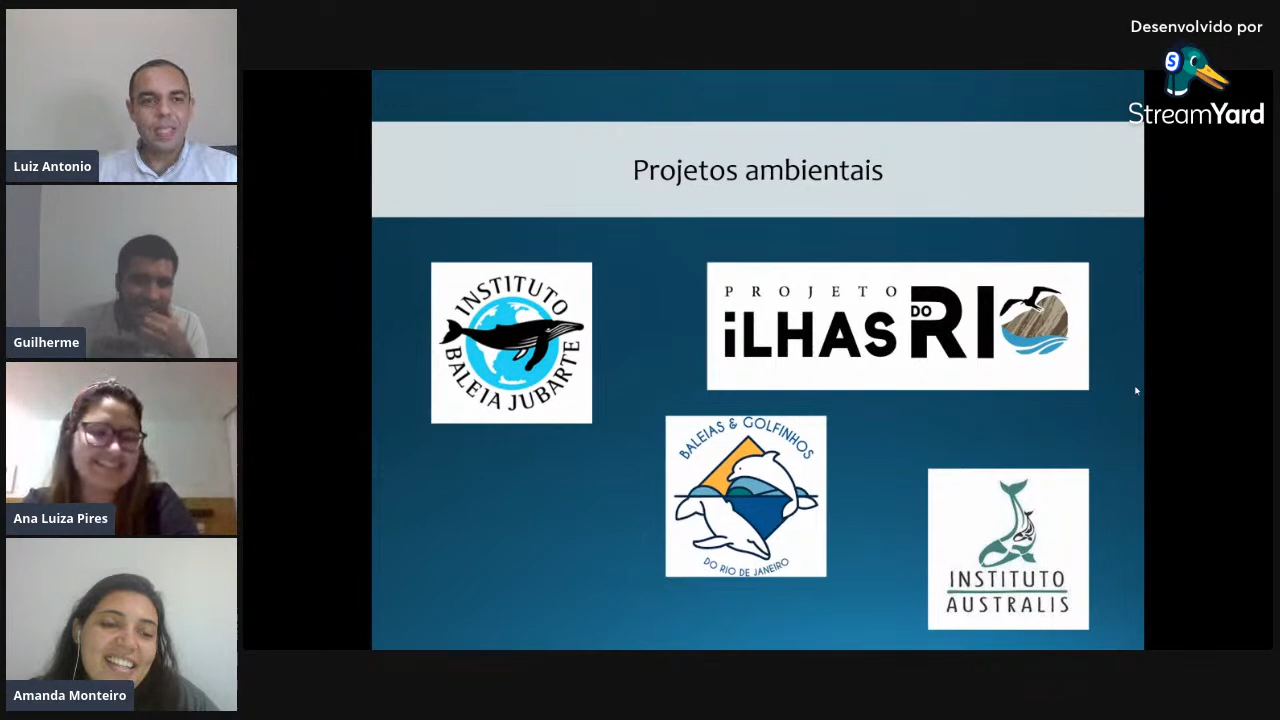 Desenvolvido por
StreamYard
Luiz Antonio
Guilherme
Ana Luiza Pires
Amanda Monteiro
Projetos ambientais
INSTITUTO
BALEIA JUBARTE
PROJETO
iLHAS DO RIO
BALEIAS & GOLFINHOS
DO RIO DE JANEIRO
INSTITUTO
AUSTRALIS